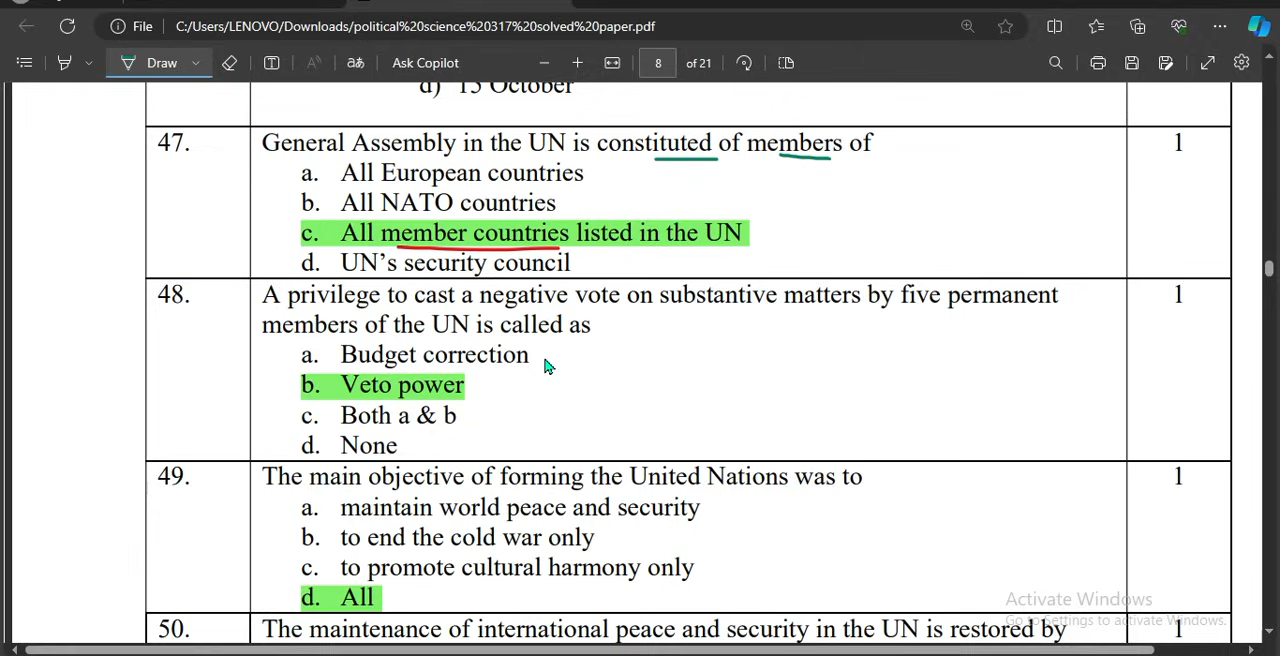 File C:/Users/LENOVO/Downloads/political%20science%20317%20solved%20paper.pdf
Draw aあ Ask Copilot 8 of 21
d) 15 October
47. General Assembly in the UN is constituted of members of 1
a. All European countries
b. All NATO countries
c. All member countries listed in the UN
d. UN’s security council
48. A privilege to cast a negative vote on substantive matters by five permanent 1
members of the UN is called as
a. Budget correction
b. Veto power
c. Both a & b
d. None
49. The main objective of forming the United Nations was to 1
a. maintain world peace and security
b. to end the cold war only
c. to promote cultural harmony only
d. All
Activate Windows
Go to Settings to activate Windows.
50. The maintenance of international peace and security in the UN is restored by 1